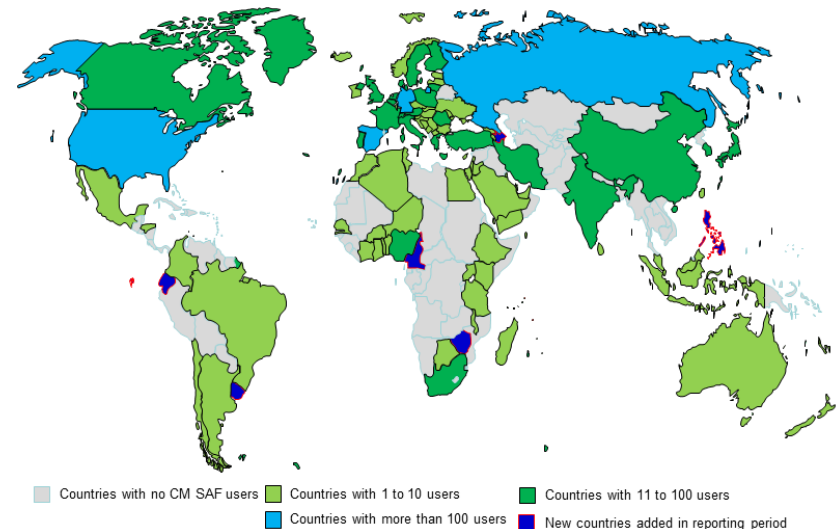 Countries with no CM SAF users
Countries with 1 to 10 users
Countries with 11 to 100 users
Countries with more than 100 users
New countries added in reporting period